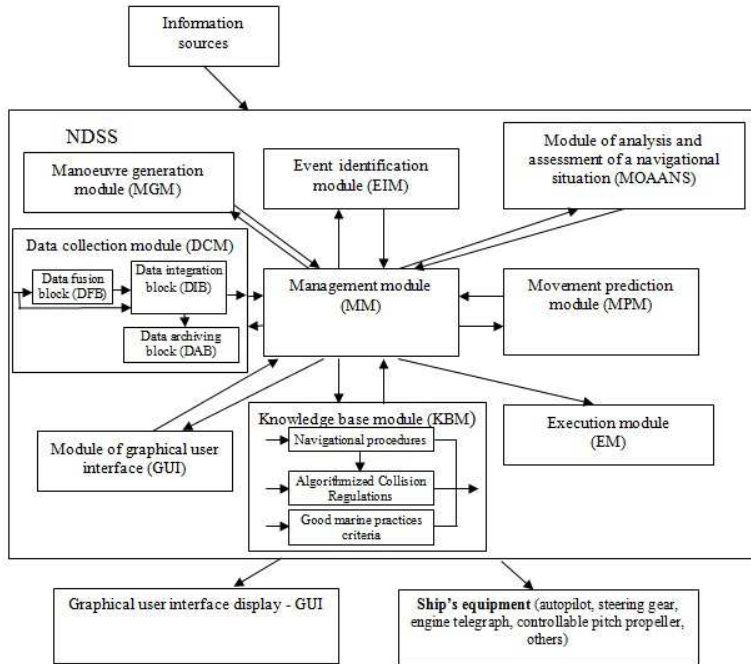 Information
sources
NDSS
Manoeuvre generation
module (MGM)
Event identification
module (EIM)
Module of analysis and
assessment of a navigational
situation (MOAANS)
Data collection module (DCM)
Data fusion
block (DFB)
Data integration
block (DIB)
Data archiving
block (DAB)
Management module
(MM)
Movement prediction
module (MPM)
Module of graphical user
interface (GUI)
Knowledge base module (KBM)
Navigational procedures
Algorithmized Collision
Regulations
Good marine practices
criteria
Execution module
(EM)
Graphical user interface display - GUI
Ship's equipment (autopilot, steering gear,
engine telegraph, controllable pitch propeller,
others)